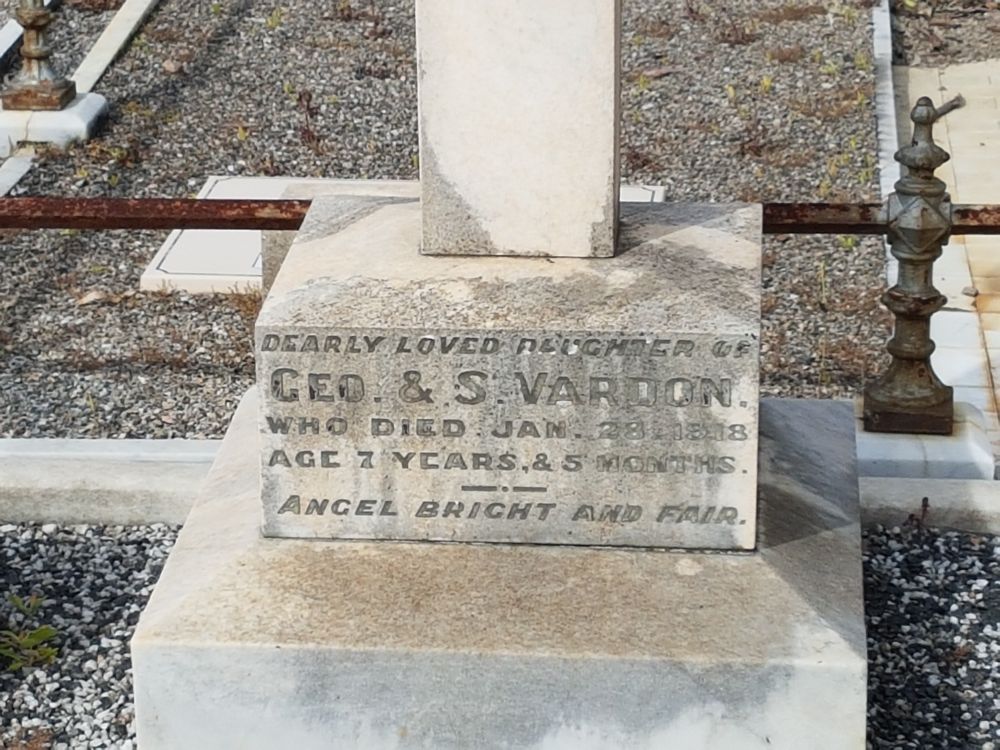 DEARLY LOVED DAUGHTER OF
GEO. & S. VARDON.
WHO DIED JAN. 28. 1918
AGE 7 YEARS, & 5 MONTHS.
ANGEL BRIGHT AND FAIR.